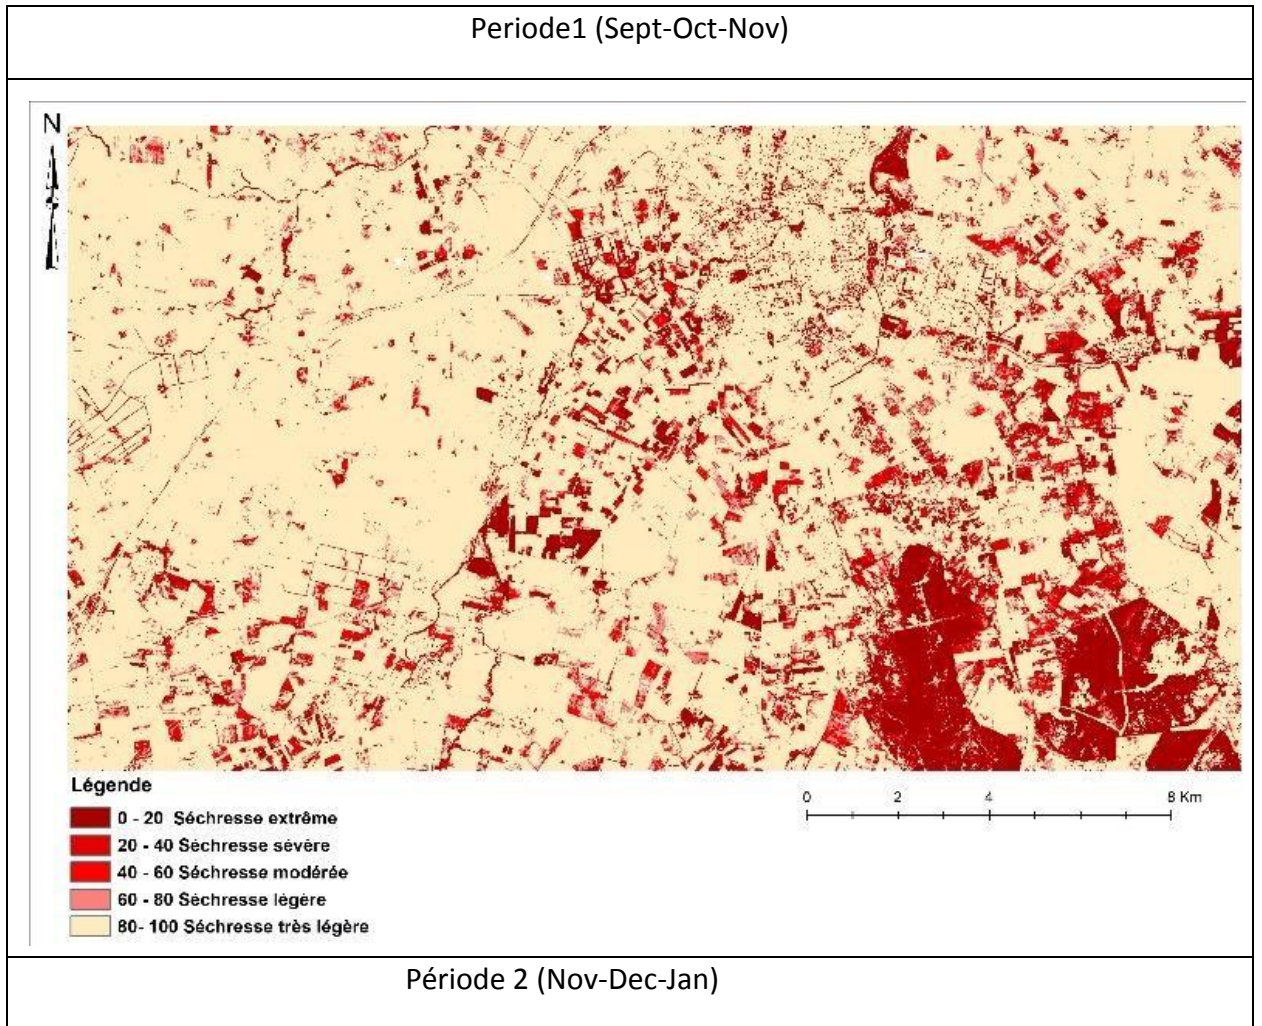 Periode1 (Sept-Oct-Nov)
N
Légende
0 - 20 Séchresse extrême
20 - 40 Séchresse sévère
40 - 60 Séchresse modérée
60 - 80 Séchresse légère
80- 100 Séchresse très légère
0 2 4 8 Km
Période 2 (Nov-Dec-Jan)